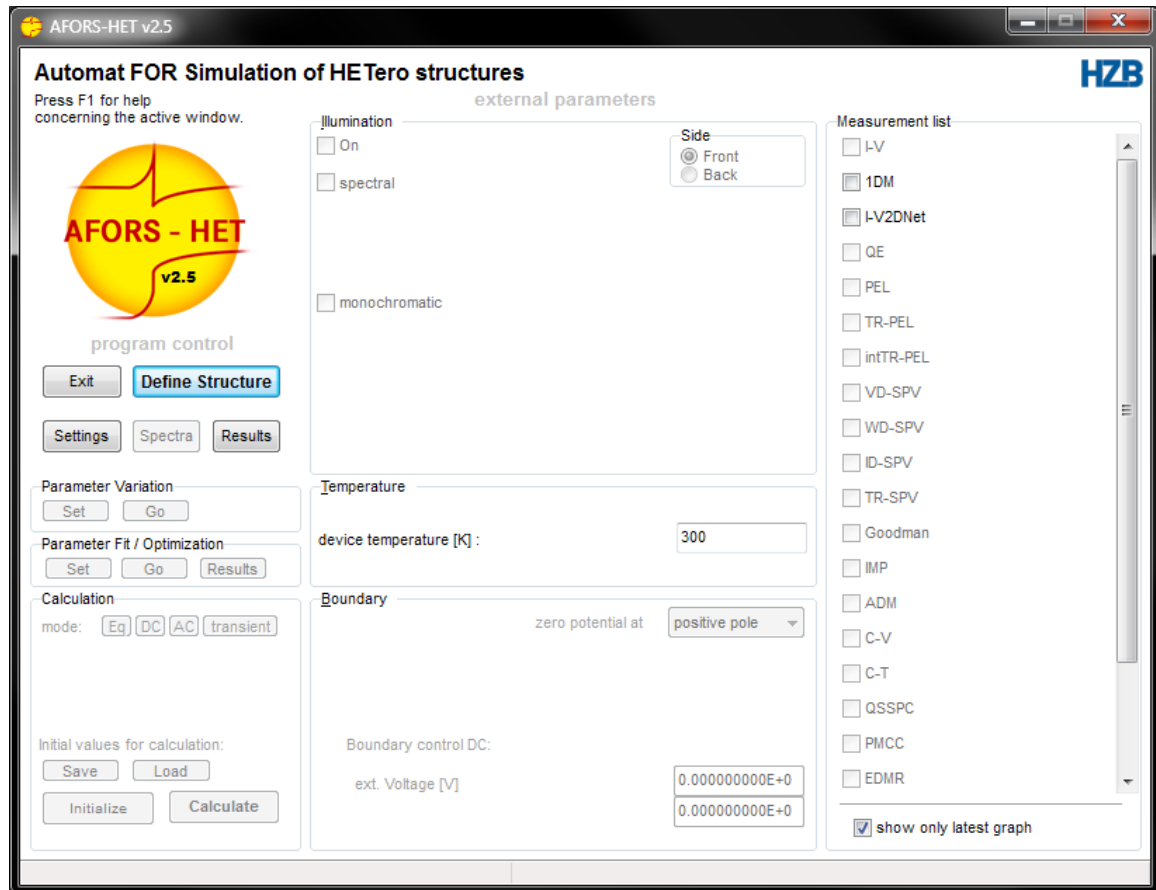 AFORS-HET v2.5
Automat FOR Simulation of HETero structures
HZB
Press F1 for help
concerning the active window.
AFORS - HET
v2.5
program control
Exit
Define Structure
Settings
Spectra
Results
Parameter Variation
Set
Go
Parameter Fit / Optimization
Set
Go
Results
Calculation
mode:
Eq
DC
AC
transient
Initial values for calculation:
Save
Load
Initialize
Calculate
external parameters
Illumination
On
Side
Front
Back
spectral
monochromatic
Temperature
device temperature [K] :
300
Boundary
zero potential at
positive pole
Boundary control DC:
ext. Voltage [V]
0.000000000E+0
0.000000000E+0
Measurement list
I-V
1DM
I-V2DNet
QE
PEL
TR-PEL
intTR-PEL
VD-SPV
WD-SPV
ID-SPV
TR-SPV
Goodman
IMP
ADM
C-V
C-T
QSSPC
PMCC
EDMR
show only latest graph